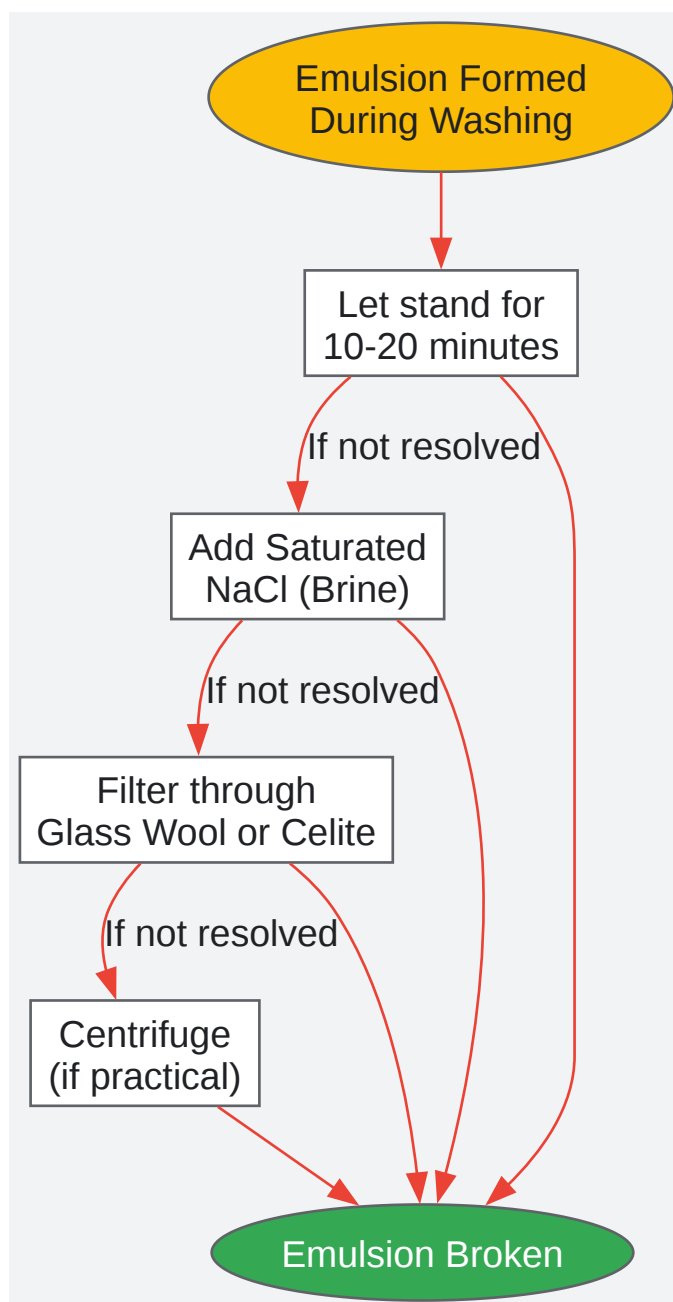 Emulsion Formed
During Washing
Let stand for
10-20 minutes
If not resolved
Add Saturated
NaCl (Brine)
If not resolved
Filter through
Glass Wool or Celite
If not resolved
Centrifuge
(if practical)
Emulsion Broken